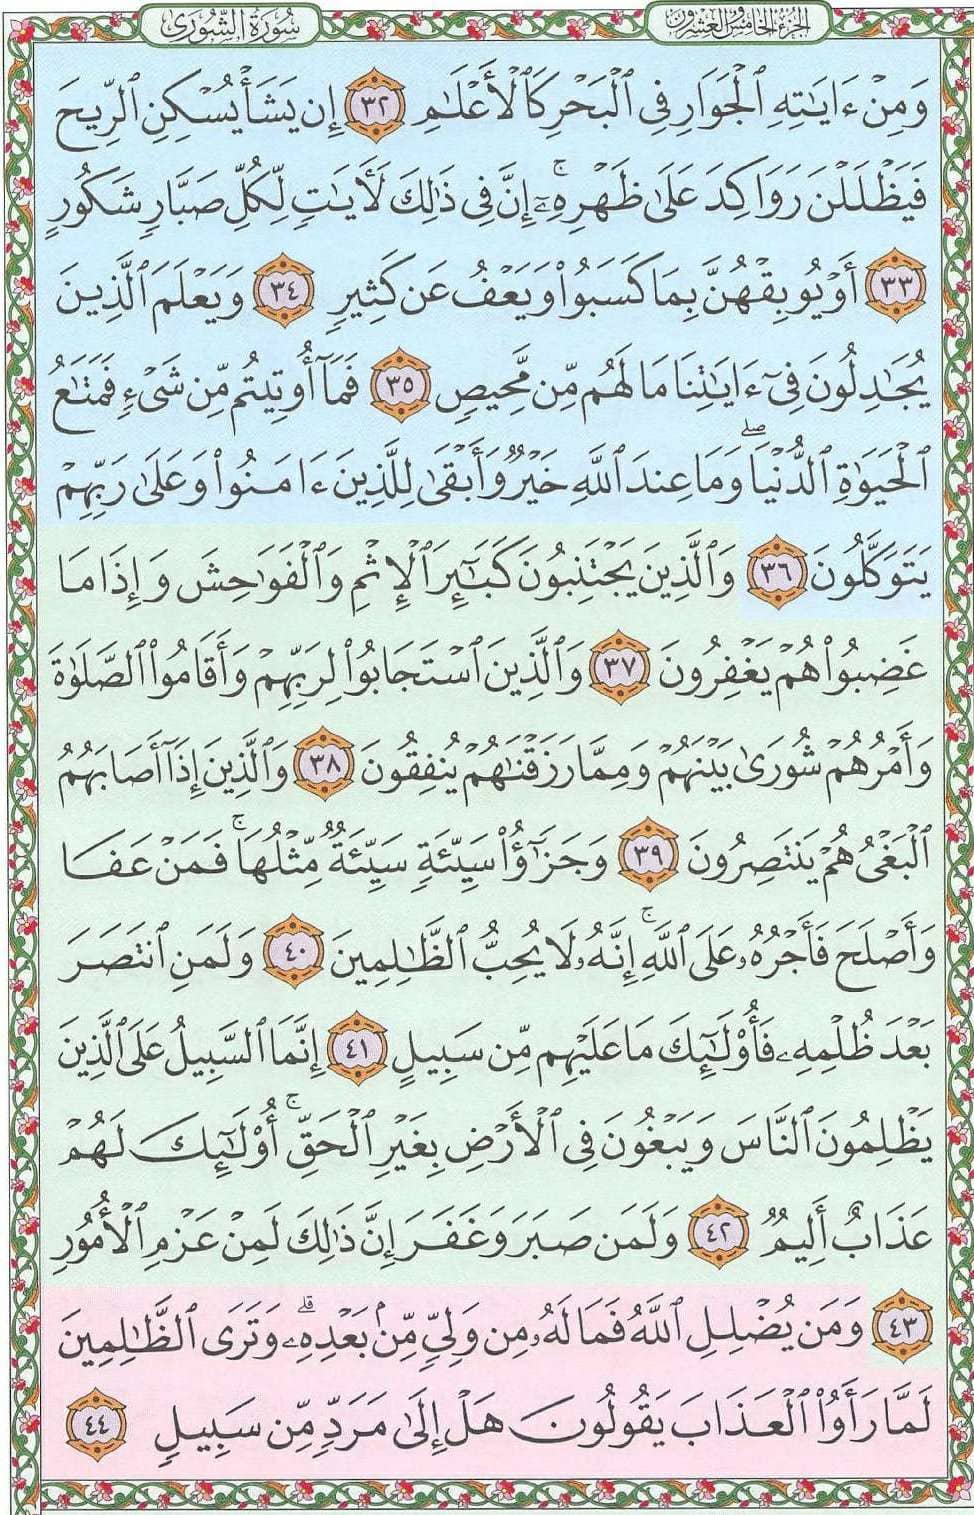 الجزء الخامس والعشرون
سورة الشورى
وَمِنْ ءَايَٰتِهِ ٱلْجَوَارِ فِى ٱلْبَحْرِ كَٱلْأَعْلَٰمِ ٣٢ إِن يَشَأْ يُسْكِنِ ٱلرِّيحَ
فَيَظْلَلْنَ رَوَاكِدَ عَلَىٰ ظَهْرِهِۦٓ ۚ إِنَّ فِى ذَٰلِكَ لَأٓيَٰتٍ لِّكُلِّ صَبَّارٍ شَكُورٍ
٣٣ أَوْ يُوبِقْهُنَّ بِمَا كَسَبُوا۟ وَيَعْفُ عَن كَثِيرٍ ٣٤ وَيَعْلَمَ ٱلَّذِينَ
يُجَٰدِلُونَ فِىٓ ءَايَٰتِنَا مَا لَهُم مِّن مَّحِيصٍ ٣٥ فَمَآ أُوتِيتُم مِّن شَىْءٍ فَمَتَٰعُ
ٱلْحَيَوٰةِ ٱلدُّنْيَا ۖ وَمَا عِندَ ٱللَّهِ خَيْرٌ وَأَبْقَىٰ لِلَّذِينَ ءَامَنُوا۟ وَعَلَىٰ رَبِّهِمْ
يَتَوَكَّلُونَ ٣٦ وَٱلَّذِينَ يَجْتَنِبُونَ كَبَٰٓئِرَ ٱلْإِثْمِ وَٱلْفَوَٰحِشَ وَإِذَا مَا
غَضِبُوا۟ هُمْ يَغْفِرُونَ ٣٧ وَٱلَّذِينَ ٱسْتَجَابُوا۟ لِرَبِّهِمْ وَأَقَامُوا۟ ٱلصَّلَوٰةَ
وَأَمْرُهُمْ شُورَىٰ بَيْنَهُمْ وَمِمَّا رَزَقْنَٰهُمْ يُنفِقُونَ ٣٨ وَٱلَّذِينَ إِذَآ أَصَابَهُمُ
ٱلْبَغْىُ هُمْ يَنتَصِرُونَ ٣٩ وَجَزَٰٓؤُا۟ سَيِّئَةٍ سَيِّئَةٌ مِّثْلُهَا ۖ فَمَنْ عَفَا
وَأَصْلَحَ فَأَجْرُهُۥ عَلَى ٱللَّهِ ۚ إِنَّهُۥ لَا يُحِبُّ ٱلظَّٰلِمِينَ ٤٠ وَلَمَنِ ٱنتَصَرَ
بَعْدَ ظُلْمِهِۦ فَأُو۟لَٰٓئِكَ مَا عَلَيْهِم مِّن سَبِيلٍ ٤١ إِنَّمَا ٱلسَّبِيلُ عَلَى ٱلَّذِينَ
يَظْلِمُونَ ٱلنَّاسَ وَيَبْغُونَ فِى ٱلْأَرْضِ بِغَيْرِ ٱلْحَقِّ ۚ أُو۟لَٰٓئِكَ لَهُمْ
عَذَابٌ أَلِيمٌ ٤٢ وَلَمَن صَبَرَ وَغَفَرَ إِنَّ ذَٰلِكَ لَمِنْ عَزْمِ ٱلْأُمُورِ
٤٣ وَمَن يُضْلِلِ ٱللَّهُ فَمَا لَهُۥ مِن وَلِىٍّ مِّنۢ بَعْدِهِۦ ۗ وَتَرَى ٱلظَّٰلِمِينَ
لَمَّا رَأَوُا۟ ٱلْعَذَابَ يَقُولُونَ هَلْ إِلَىٰ مَرَدٍّ مِّن سَبِيلٍ ٤٤